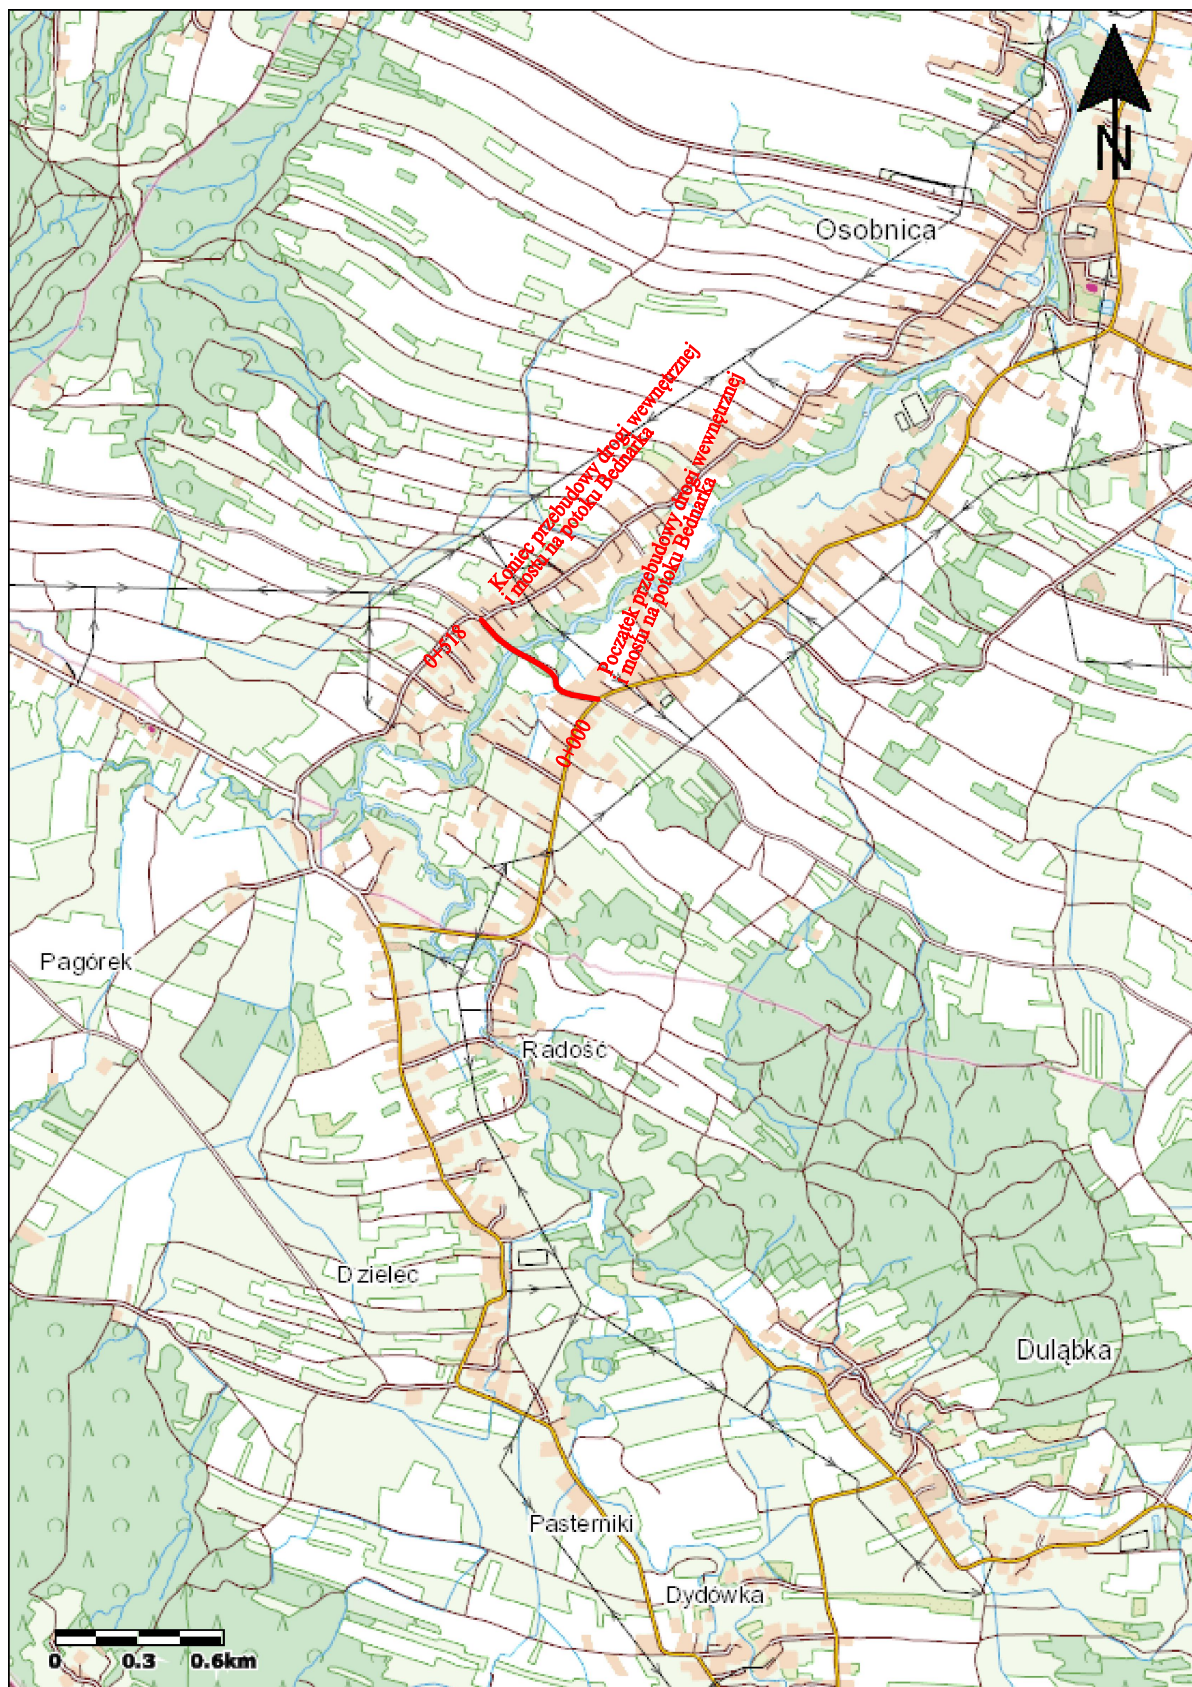 N
Osobnica
Koniec przebudowy drogi wewnętrznej
i mostu na potoku Bednarka
Początek przebudowy drogi wewnętrznej
i mostu na potoku Bednarka
0+518
0+000
Pagórek
Radość
Dzielec
Duląbka
Pasterniki
Dydówka
0 0.3 0.6km